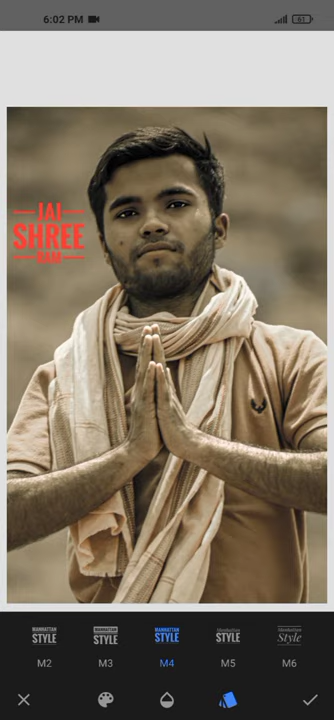 6:02 PM
61
JAI
SHREE
RAM
MANHATTAN
STYLE
MANHATTAN
STYLE
MANHATTAN
STYLE
Manhattan
STYLE
Manhattan
Style
M2
M3
M4
M5
M6